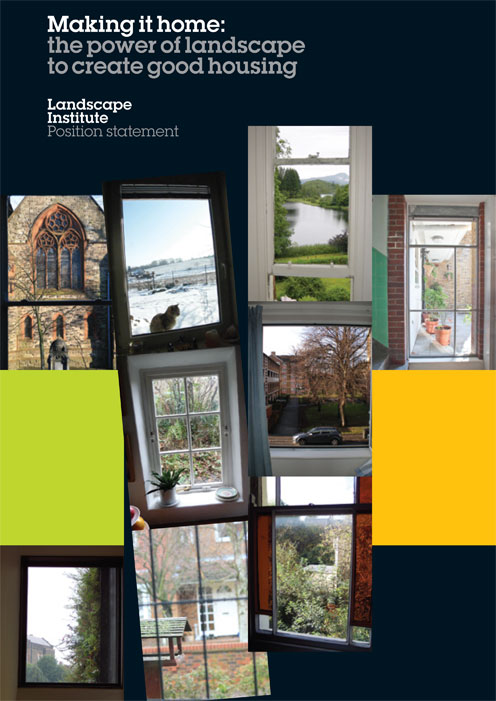 Making it home:
the power of landscape
to create good housing
Landscape
Institute
Position statement